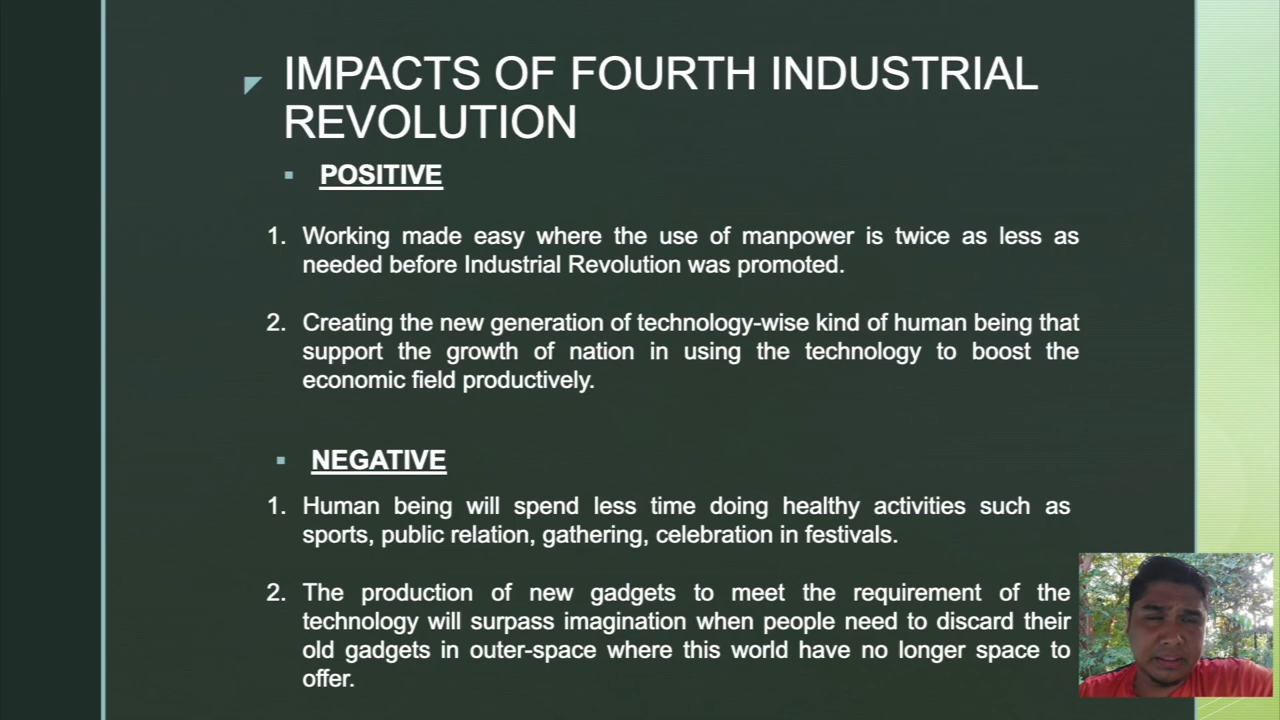 IMPACTS OF FOURTH INDUSTRIAL
REVOLUTION
POSITIVE
1. Working made easy where the use of manpower is twice as less as
needed before Industrial Revolution was promoted.
2. Creating the new generation of technology-wise kind of human being that
support the growth of nation in using the technology to boost the
economic field productively.
NEGATIVE
1. Human being will spend less time doing healthy activities such as
sports, public relation, gathering, celebration in festivals.
2. The production of new gadgets to meet the requirement of the
technology will surpass imagination when people need to discard their
old gadgets in outer-space where this world have no longer space to
offer.